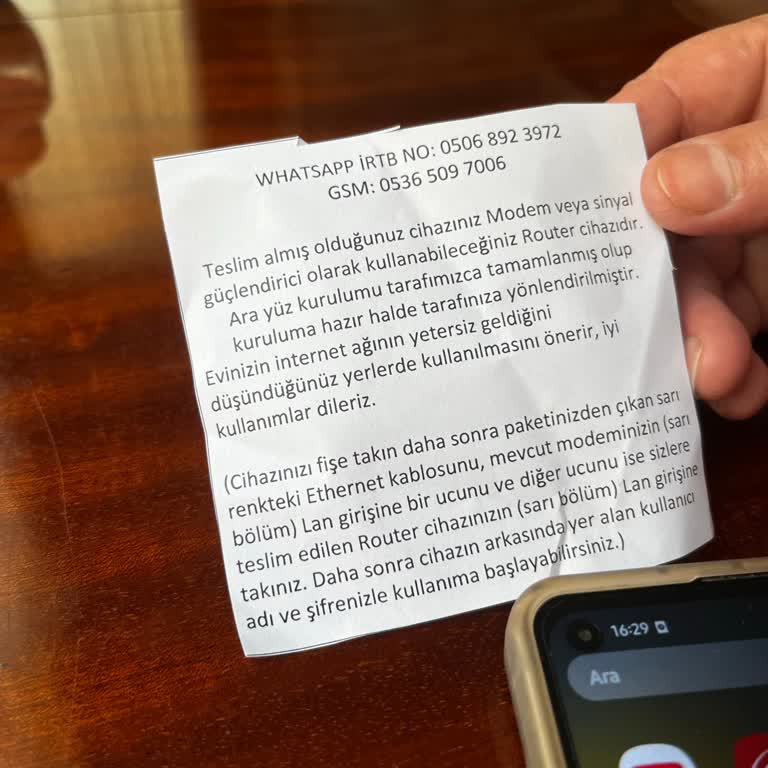 WHATSAPP İRTB NO: 0506 892 3972
GSM: 0536 509 7006
Teslim almış olduğunuz cihazınız Modem veya sinyal
güçlendirici olarak kullanabileceğiniz Router cihazıdır.
Ara yüz kurulumu tarafımızca tamamlanmış olup
kuruluma hazır halde tarafınıza yönlendirilmiştir.
Evinizin internet ağının yetersiz geldiğini
düşündüğünüz yerlerde kullanılmasını önerir, iyi
kullanımlar dileriz.
(Cihazınızı fişe takın daha sonra paketinizden çıkan sarı
renkteki Ethernet kablosunu, mevcut modeminizin (sarı
bölüm) Lan girişine bir ucunu ve diğer ucunu ise sizlere
teslim edilen Router cihazınızın (sarı bölüm) Lan girişine
takınız. Daha sonra cihazın arkasında yer alan kullanıcı
adı ve şifrenizle kullanıma başlayabilirsiniz.)
16:29
Ara